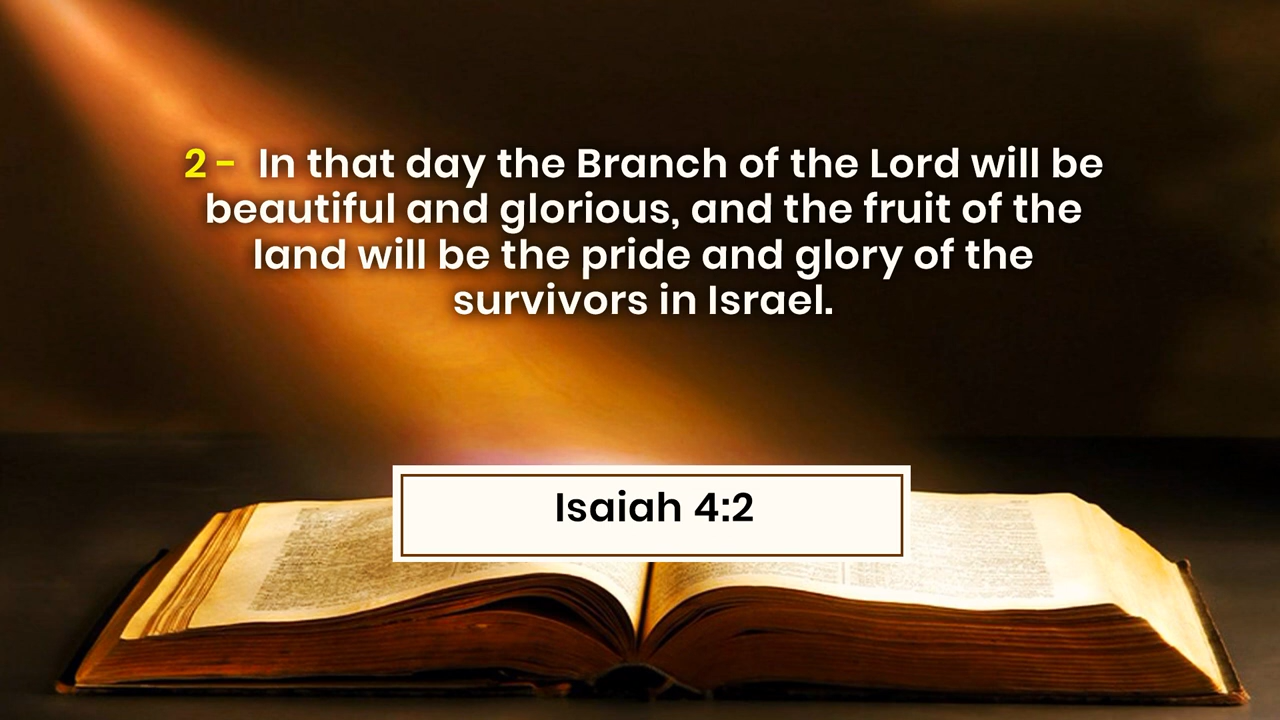 2 - In that day the Branch of the Lord will be
beautiful and glorious, and the fruit of the
land will be the pride and glory of the
survivors in Israel.
Isaiah 4:2